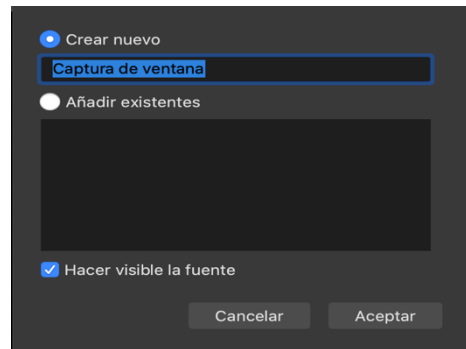 Crear nuevo
Captura de ventana
Añadir existentes
Hacer visible la fuente
Cancelar Aceptar